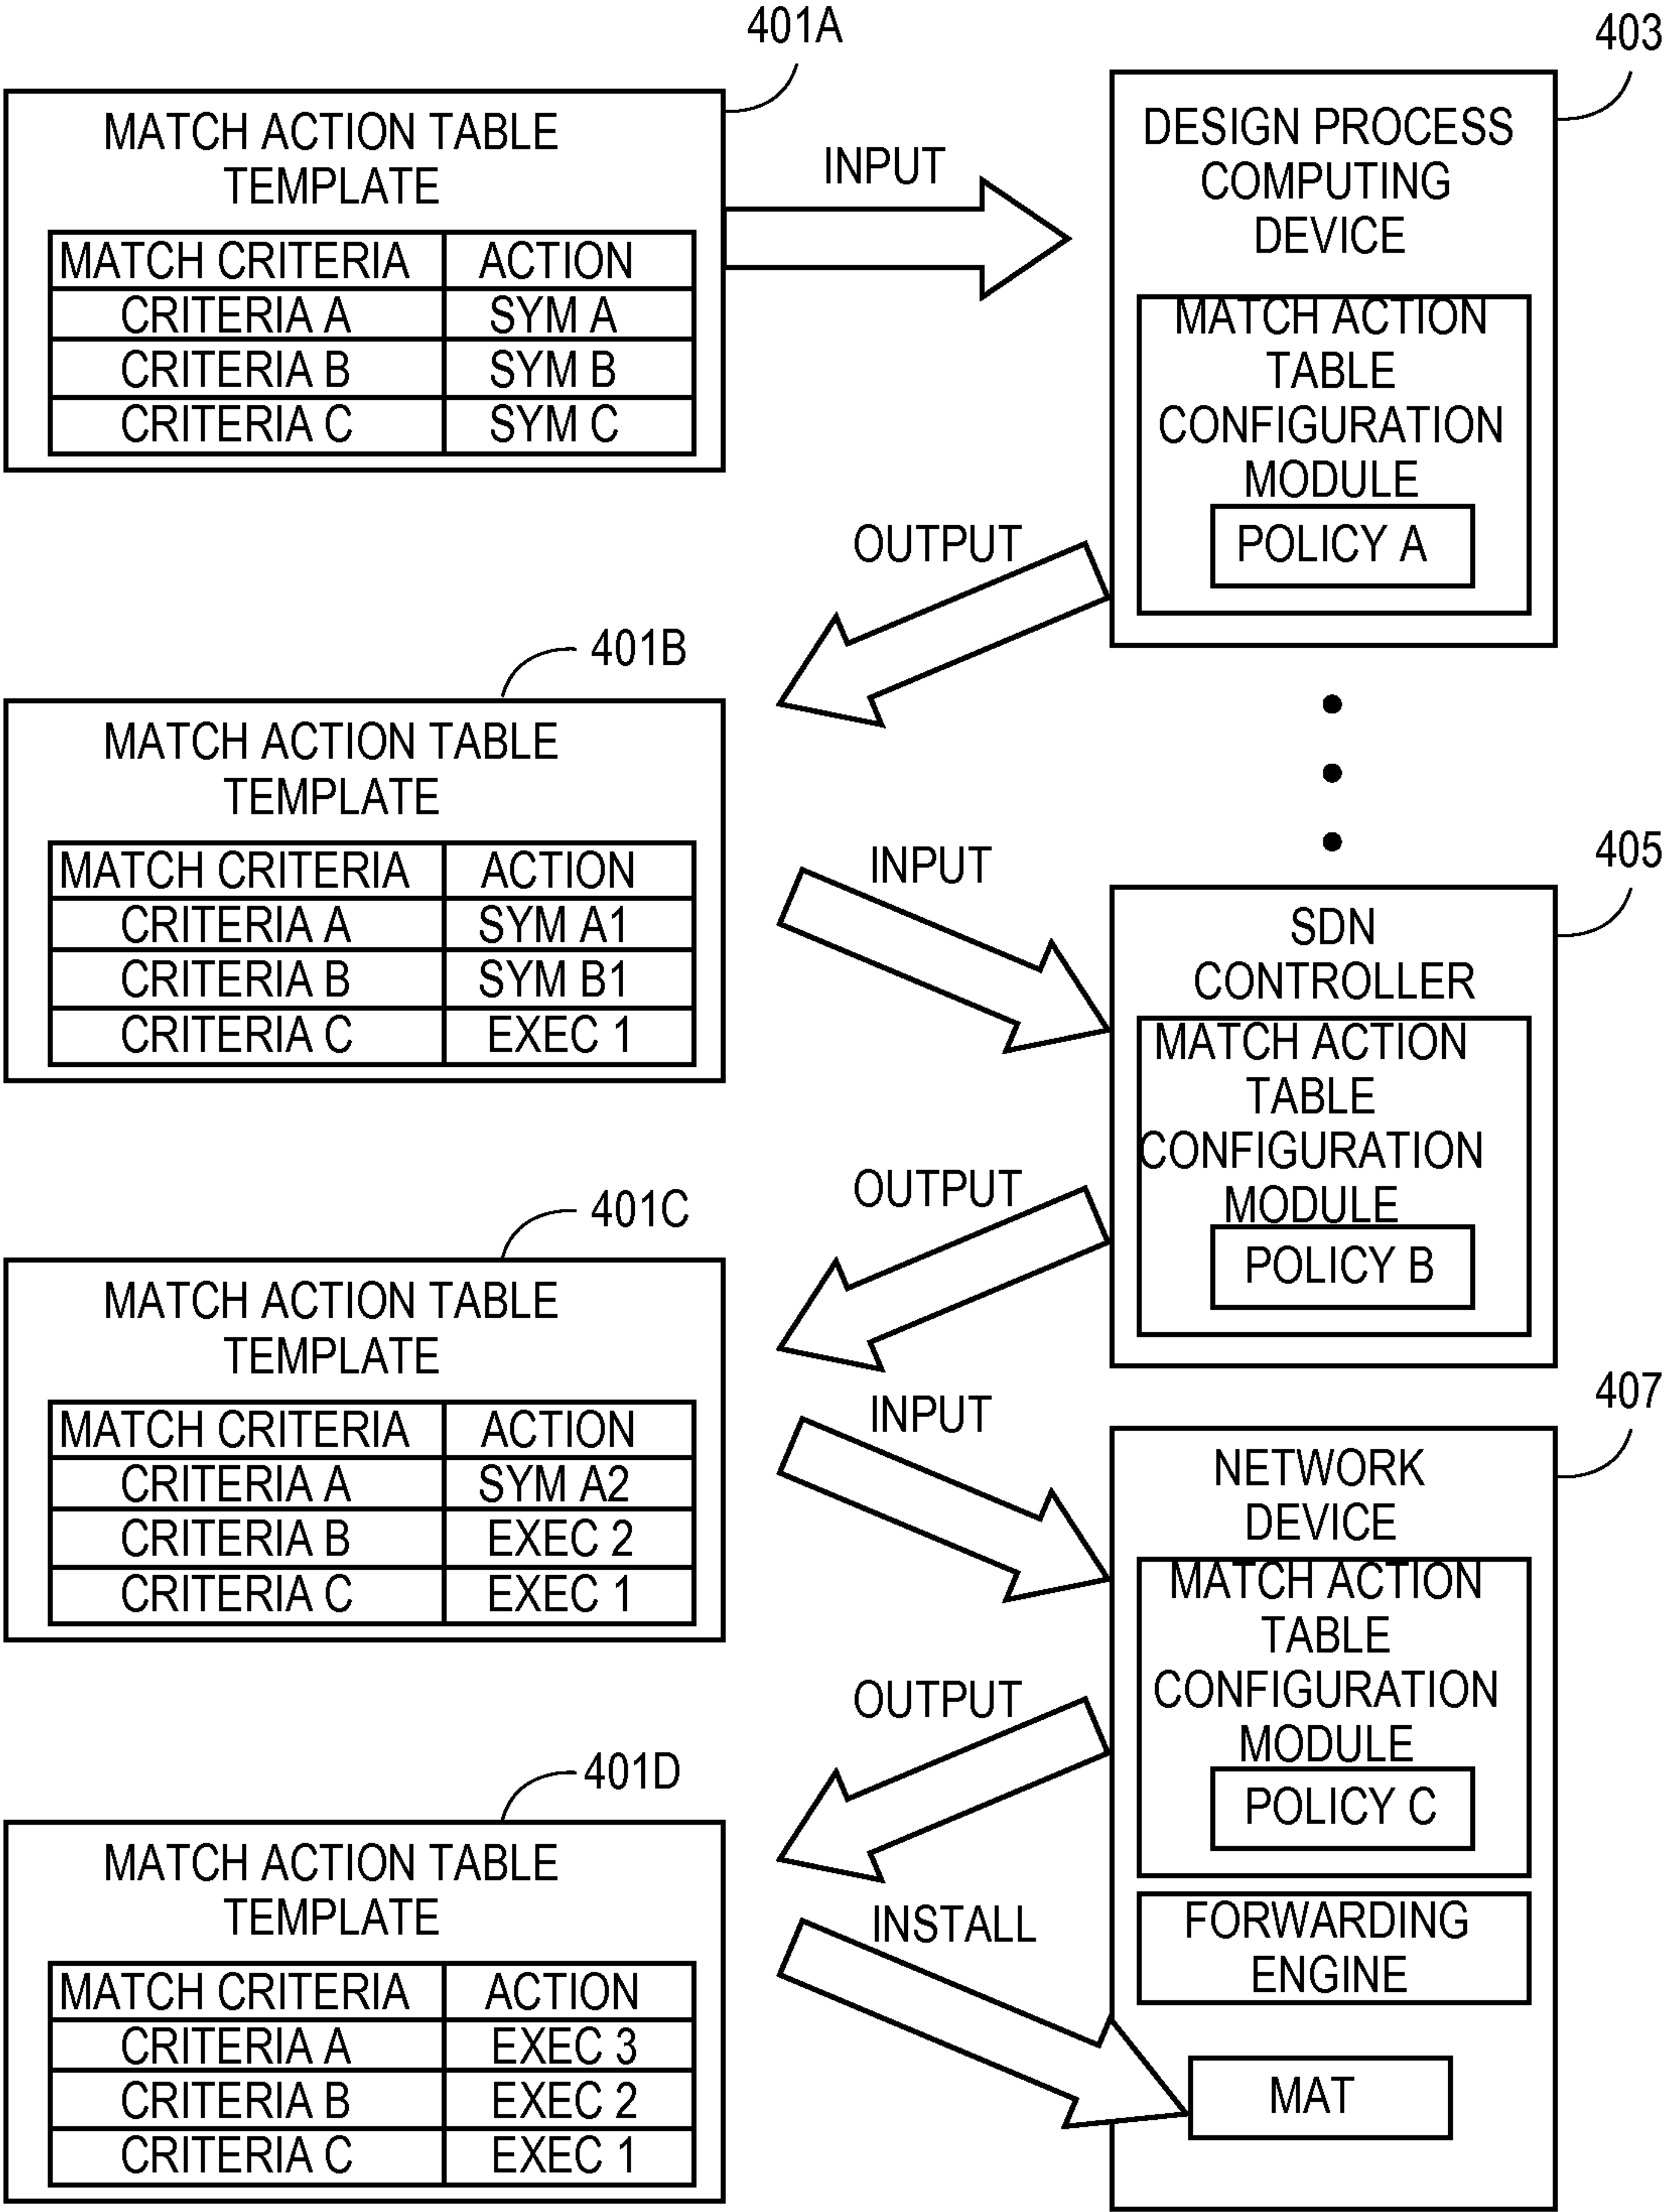 401A
MATCH ACTION TABLE
TEMPLATE
MATCH CRITERIA ACTION
CRITERIA A SYM A
CRITERIA B SYM B
CRITERIA C SYM C
INPUT
403
DESIGN PROCESS
COMPUTING
DEVICE
MATCH ACTION
TABLE
CONFIGURATION
MODULE
POLICY A
OUTPUT
401B
MATCH ACTION TABLE
TEMPLATE
MATCH CRITERIA ACTION
CRITERIA A SYM A1
CRITERIA B SYM B1
CRITERIA C EXEC 1
INPUT
405
SDN
CONTROLLER
MATCH ACTION
TABLE
CONFIGURATION
MODULE
POLICY B
OUTPUT
401C
MATCH ACTION TABLE
TEMPLATE
MATCH CRITERIA ACTION
CRITERIA A SYM A2
CRITERIA B EXEC 2
CRITERIA C EXEC 1
INPUT
407
NETWORK
DEVICE
MATCH ACTION
TABLE
CONFIGURATION
MODULE
POLICY C
OUTPUT
401D
MATCH ACTION TABLE
TEMPLATE
MATCH CRITERIA ACTION
CRITERIA A EXEC 3
CRITERIA B EXEC 2
CRITERIA C EXEC 1
INSTALL
FORWARDING
ENGINE
MAT